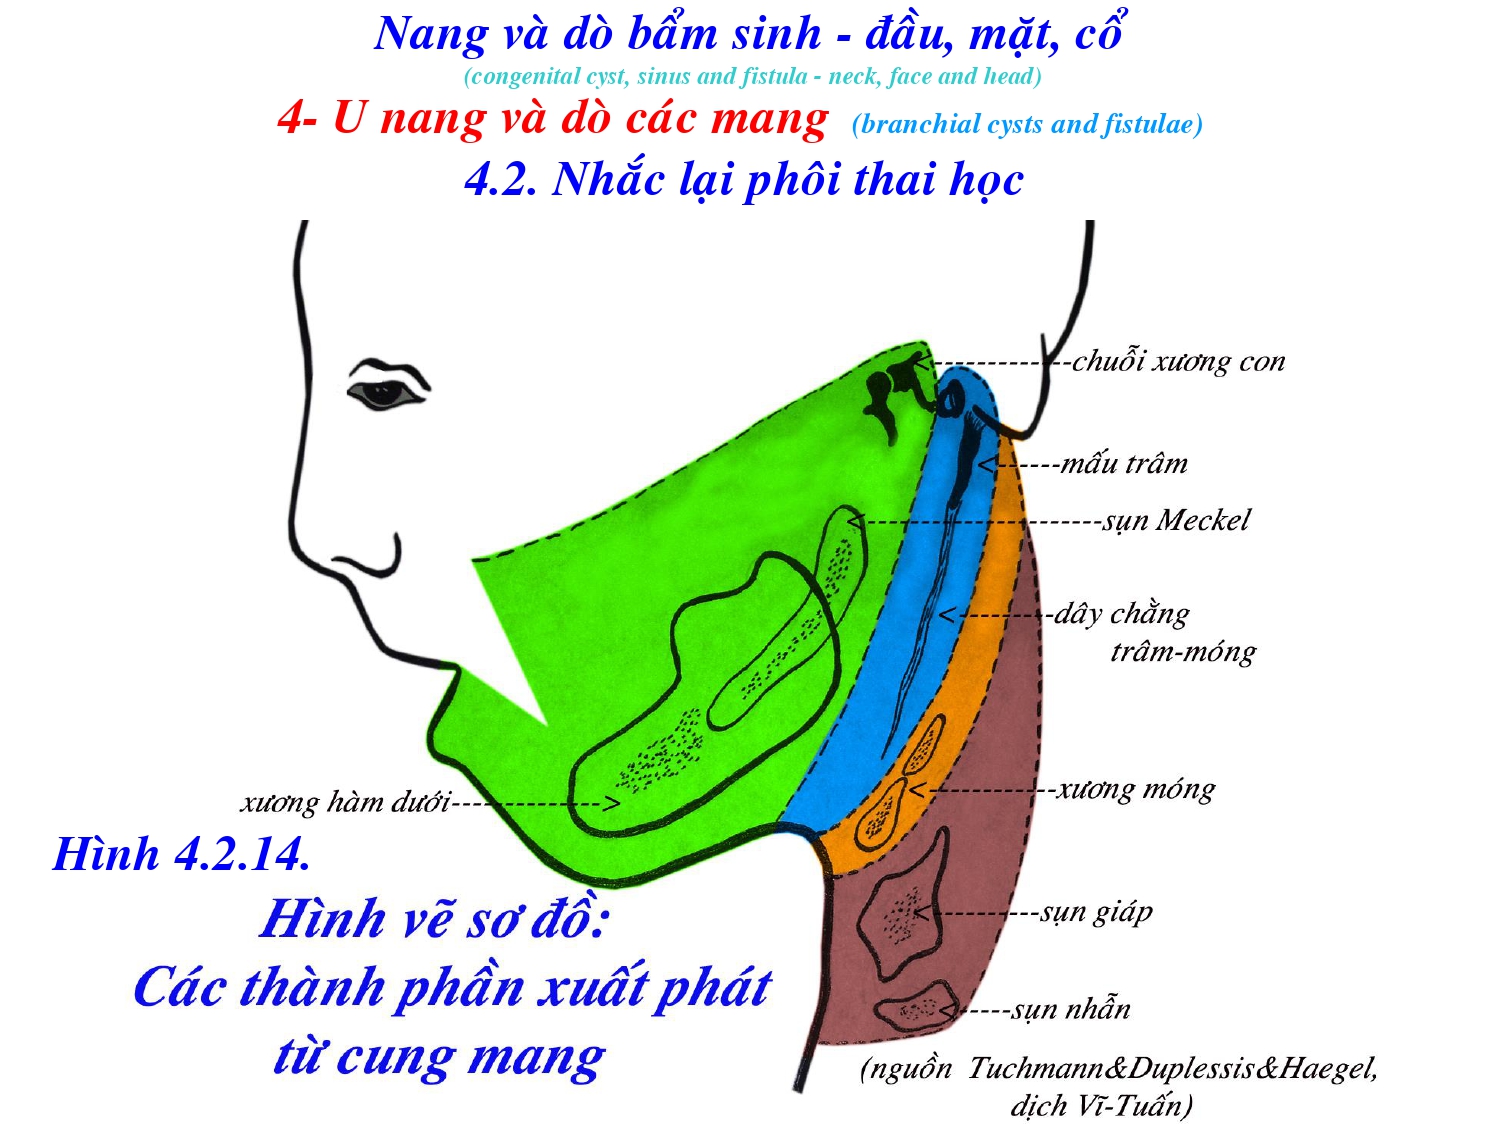 Nang và dò bẩm sinh - đầu, mặt, cổ
(congenital cyst, sinus and fistula - neck, face and head)
4- U nang và dò các mang (branchial cysts and fistulae)
4.2. Nhắc lại phôi thai học
chuỗi xương con
mấu trâm
sụn Meckel
dây chằng
trâm-móng
xương móng
xương hàm dưới
Hình 4.2.14.
Hình vẽ sơ đồ:
Các thành phần xuất phát
từ cung mang
sụn giáp
sụn nhẫn
(nguồn Tuchmann&Duplessis&Haegel,
dịch Vĩ-Tuấn)